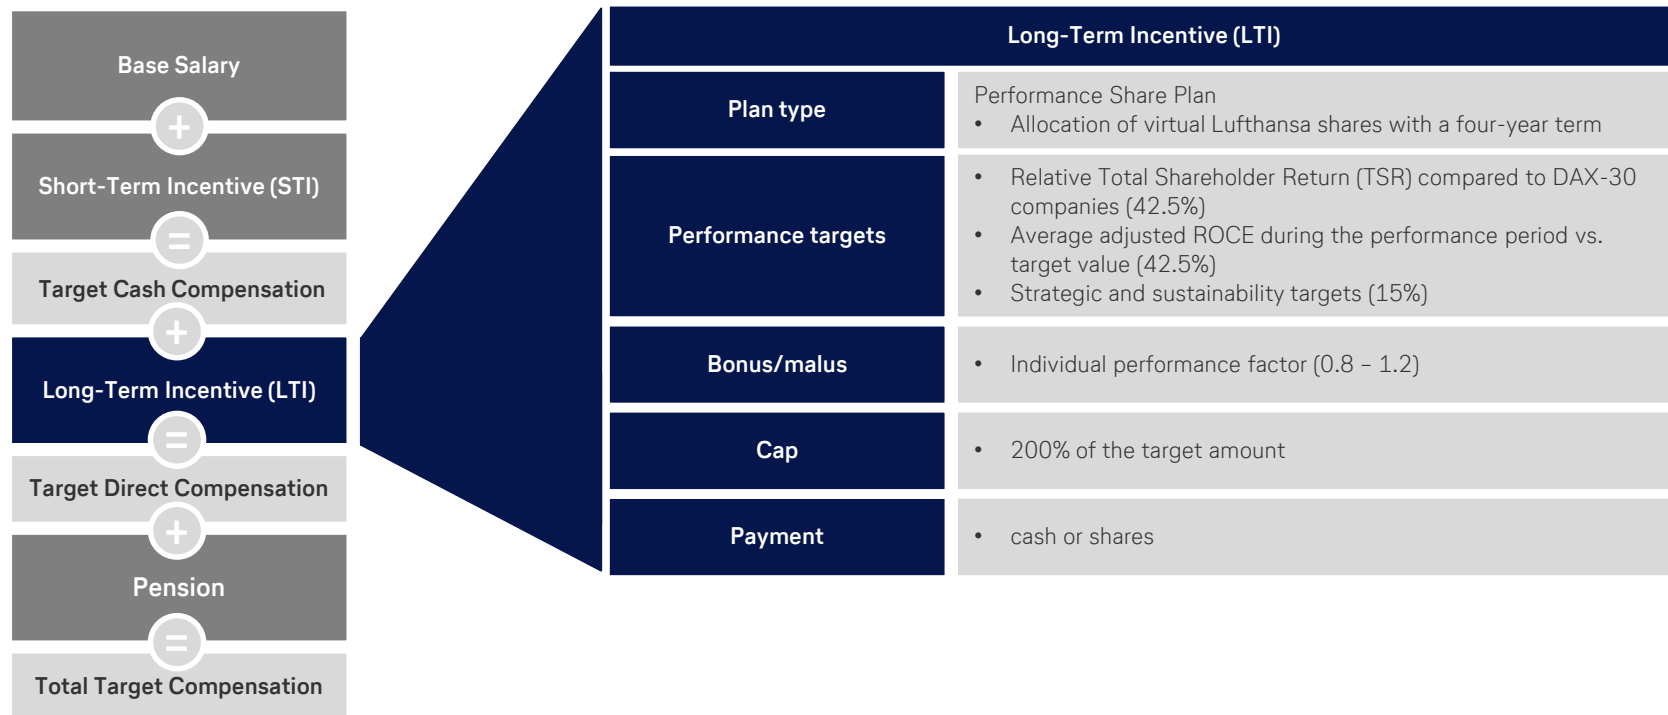 Base Salary
+
Short-Term Incentive (STI)
=
Target Cash Compensation
+
Long-Term Incentive (LTI)
=
Target Direct Compensation
+
Pension
=
Total Target Compensation
Long-Term Incentive (LTI)
Plan type
Performance Share Plan
• Allocation of virtual Lufthansa shares with a four-year term
Performance targets
• Relative Total Shareholder Return (TSR) compared to DAX-30
companies (42.5%)
• Average adjusted ROCE during the performance period vs.
target value (42.5%)
• Strategic and sustainability targets (15%)
Bonus/malus
• Individual performance factor (0.8 – 1.2)
Cap
• 200% of the target amount
Payment
• cash or shares